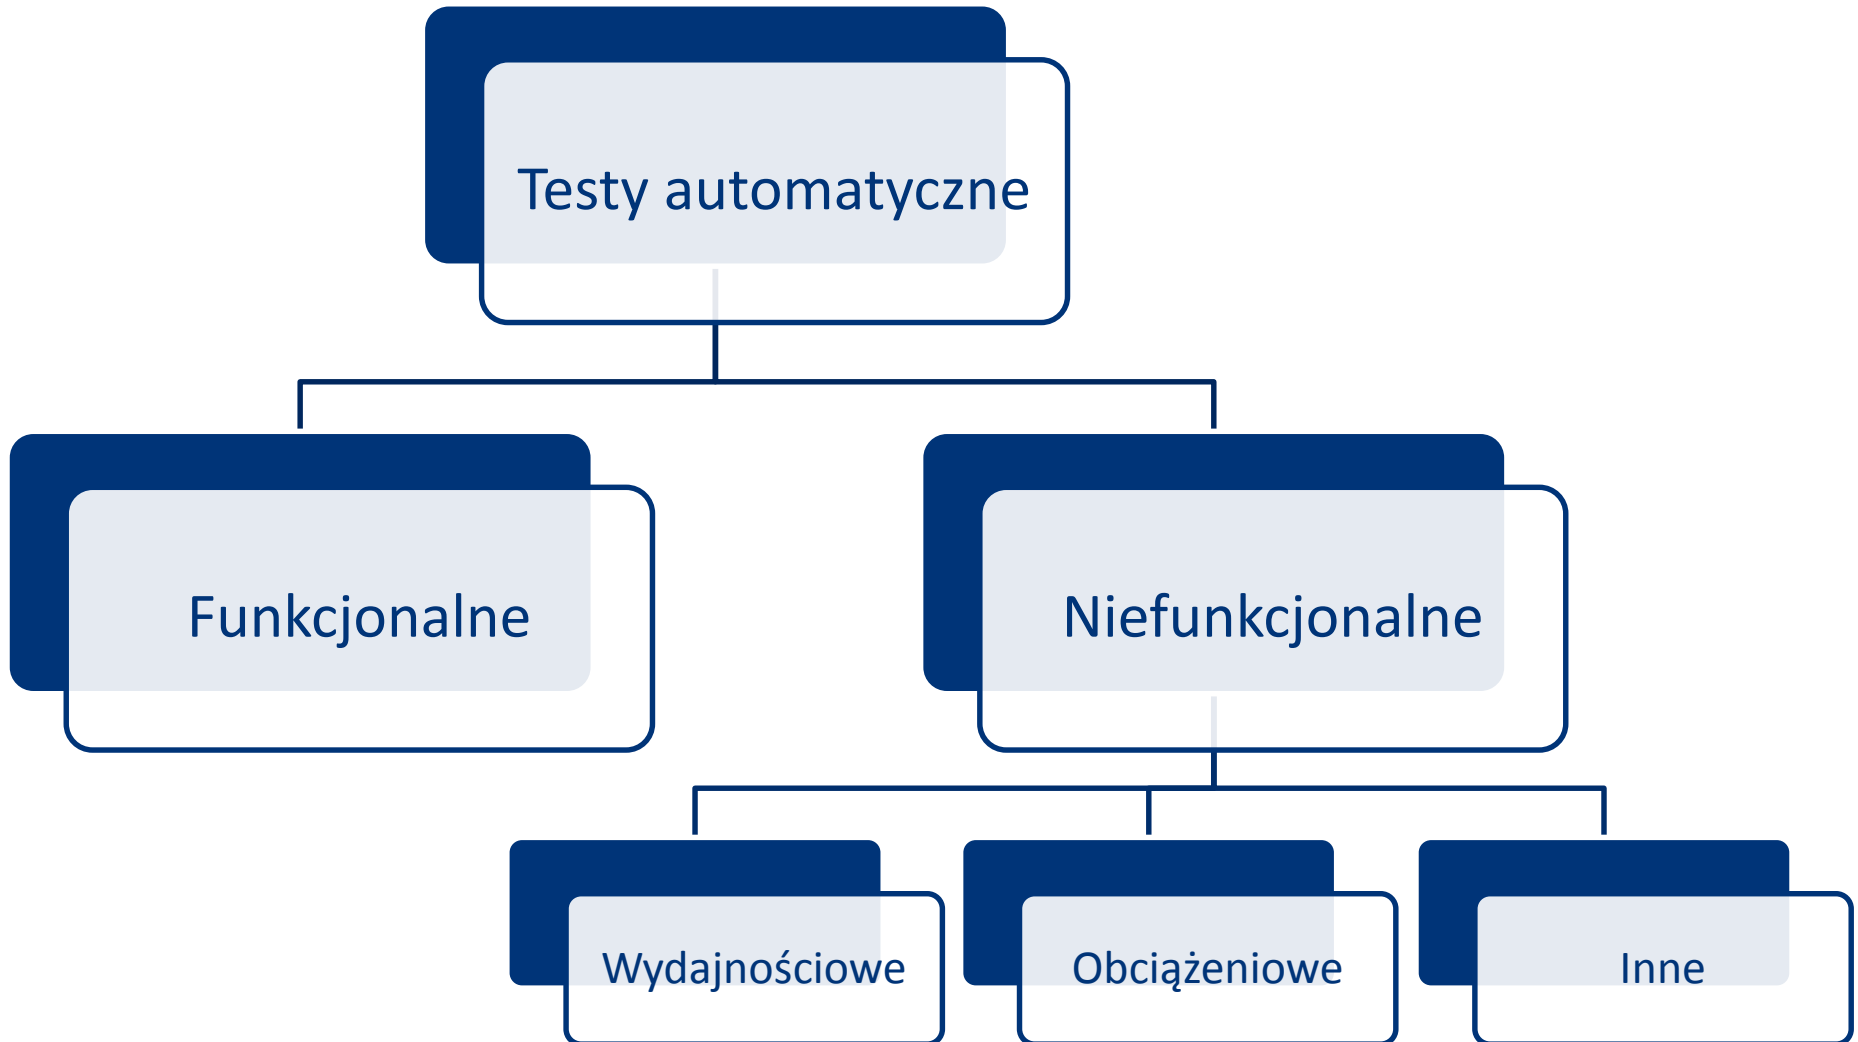 Testy automatyczne
Funkcjonalne
Niefunkcjonalne
Wydajnościowe
Obciążeniowe
Inne